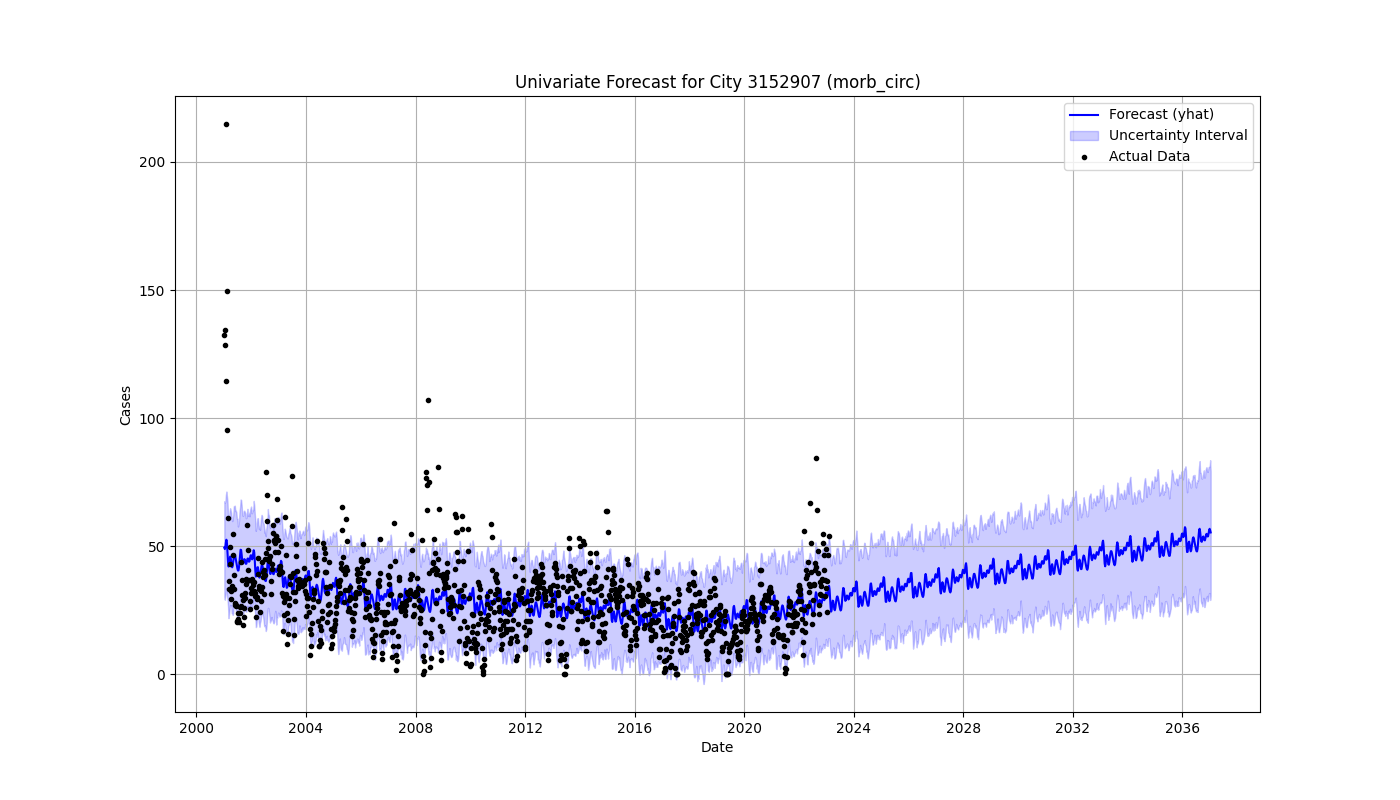 Univariate Forecast for City 3152907 (morb_circ)
Forecast (yhat)
Uncertainty Interval
Actual Data
Cases
200
150
100
50
0
2000 2004 2008 2012 2016 2020 2024 2028 2032 2036
Date